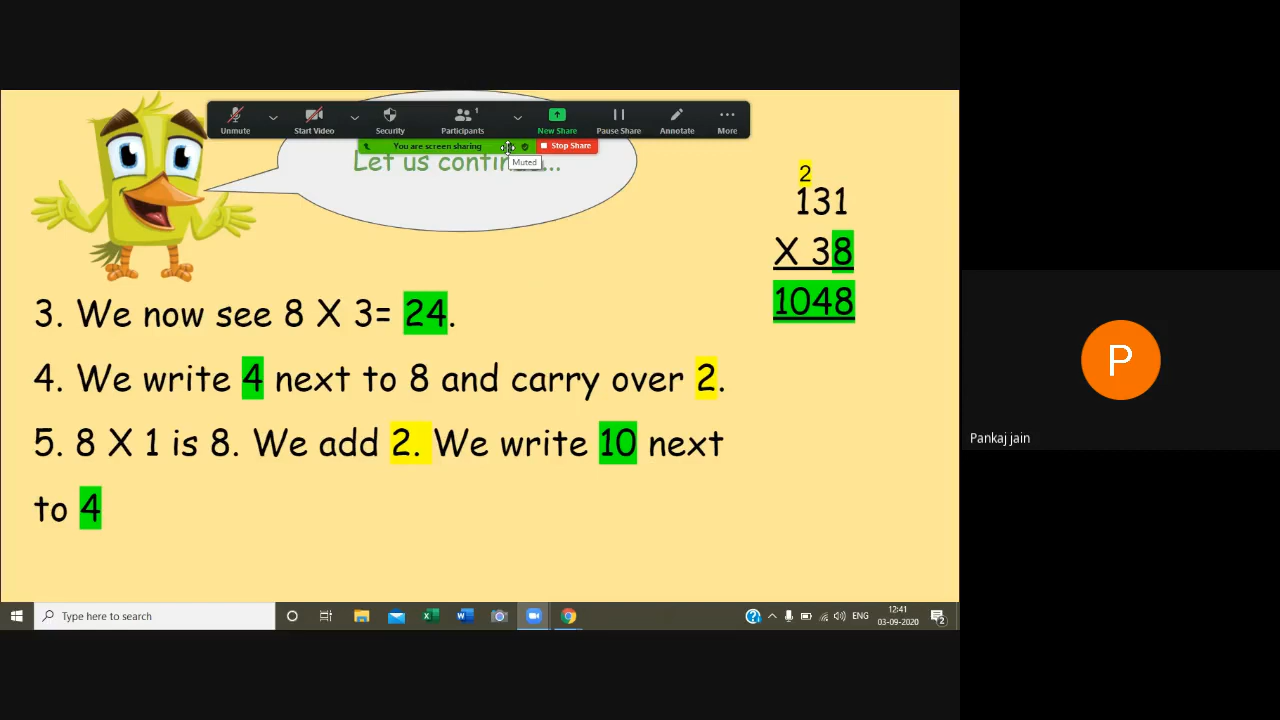 Unmute
Start Video
Security
Participants
1
New Share
Pause Share
Annotate
More
You are screen sharing
Stop Share
Muted
Let us contin
...
2
131
X 38
1048
3. We now see 8 X 3= 24.
4. We write 4 next to 8 and carry over 2.
5. 8 X 1 is 8. We add 2. We write 10 next
to 4
P
Pankaj jain
Type here to search
ENG
12:41
03-09-2020
2